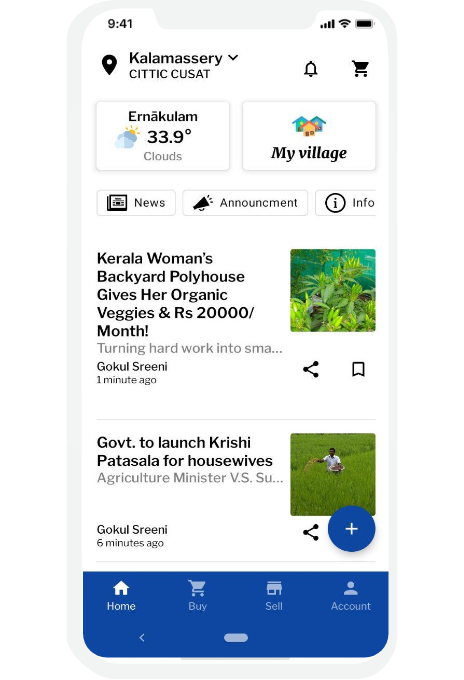 9:41
Kalamassery
CITTIC CUSAT
Ernākulam
33.9°
Clouds
My village
News
Announcment
Info
Kerala Woman's
Backyard Polyhouse
Gives Her Organic
Veggies & Rs 20000/
Month!
Turning hard work into sma...
Gokul Sreeni
1 minute ago
Govt. to launch Krishi
Patasala for housewives
Agriculture Minister V.S. Su...
Gokul Sreeni
6 minutes ago
Home
Buy
Sell
Account